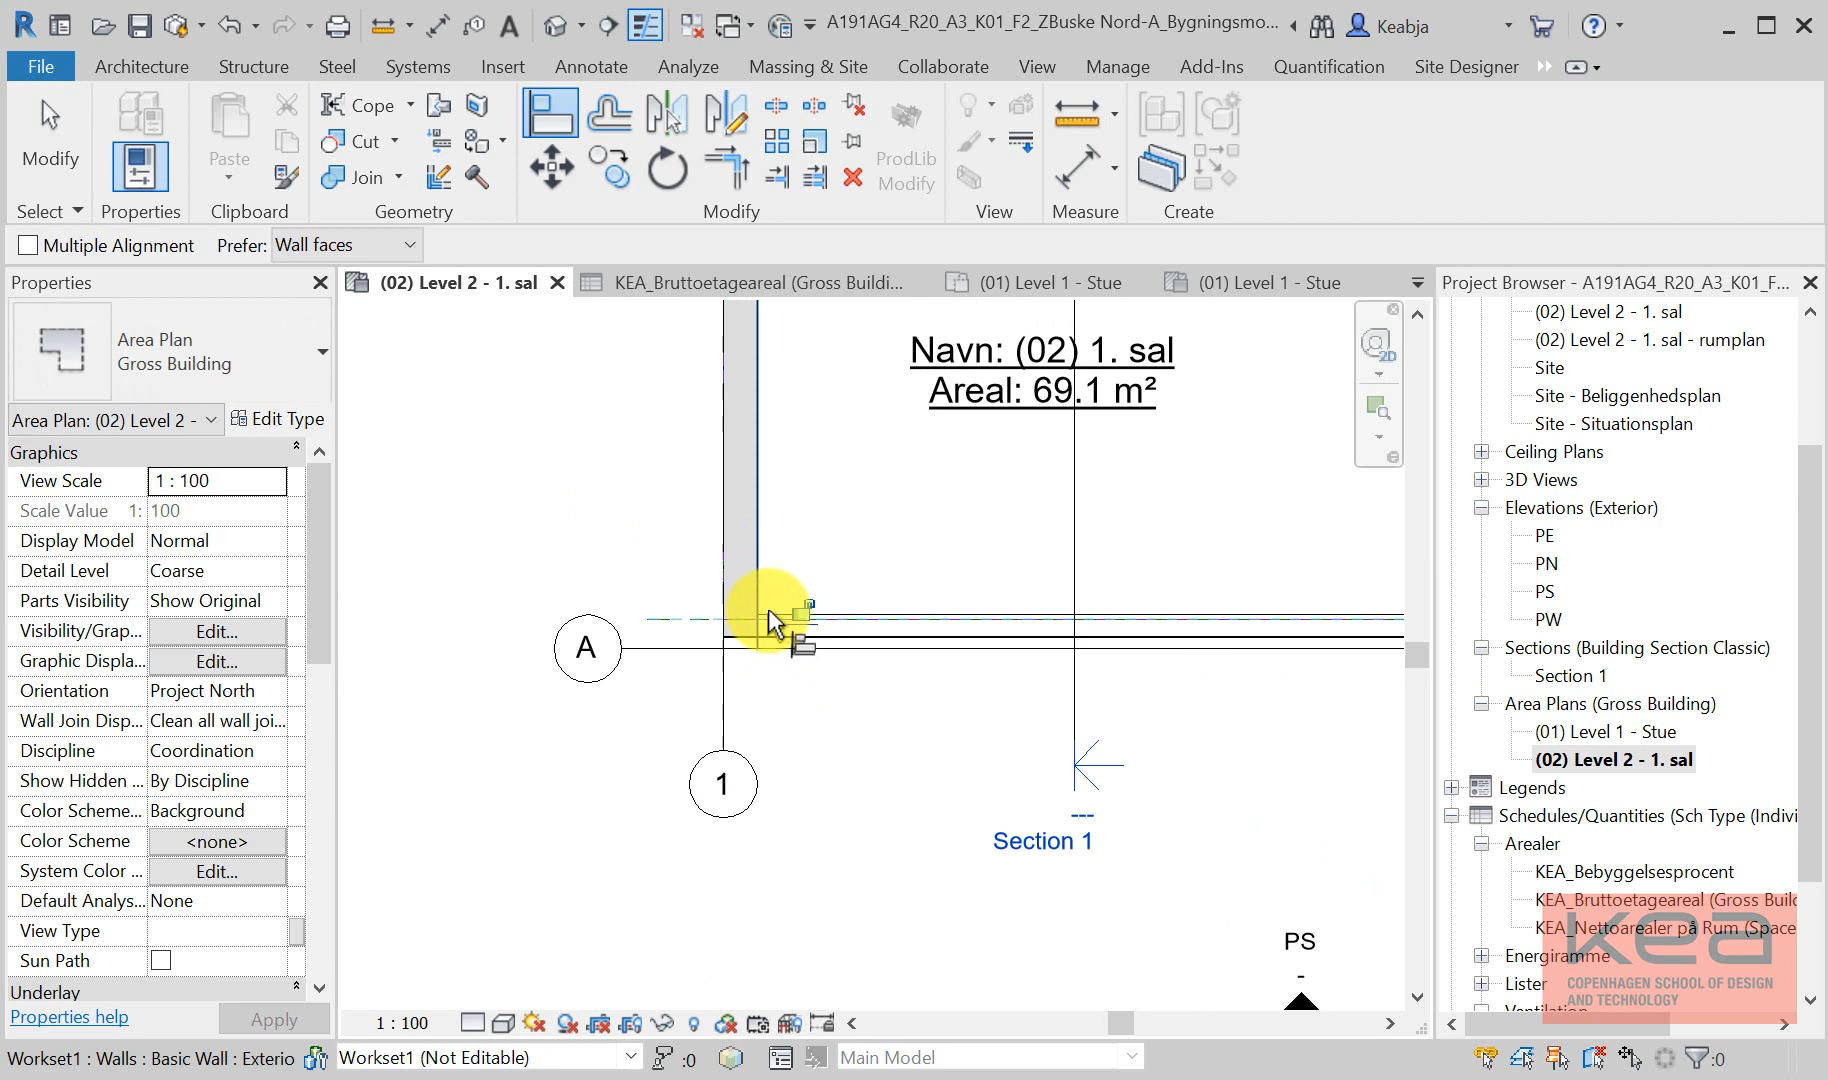 A191AG4_R20_A3_K01_F2_ZBuske Nord-A_Bygningsmo...
Keabja
File
Architecture
Structure
Steel
Systems
Insert
Annotate
Analyze
Massing & Site
Collaborate
View
Manage
Add-Ins
Quantification
Site Designer
Modify
Paste
Cope
Cut
Join
ProdLib
Modify
Select
Properties
Clipboard
Geometry
Modify
View
Measure
Create
Multiple Alignment
Prefer:
Wall faces
Properties
(02) Level 2 - 1. sal
KEA_Bruttoetageareal (Gross Buildi...
(01) Level 1 - Stue
(01) Level 1 - Stue
Project Browser - A191AG4_R20_A3_K01_F...
Area Plan
Gross Building
Area Plan: (02) Level 2 -
Edit Type
Graphics
View Scale
1 : 100
Scale Value 1:
100
Display Model
Normal
Detail Level
Coarse
Parts Visibility
Show Original
Visibility/Grap...
Edit...
Graphic Displa...
Edit...
Orientation
Project North
Wall Join Disp...
Clean all wall joi...
Discipline
Coordination
Show Hidden ...
By Discipline
Color Scheme...
Background
Color Scheme
<none>
System Color ...
Edit...
Default Analys...
None
View Type
Sun Path
Underlay
Properties help
Apply
Navn: (02) 1. sal
Areal: 69.1 m²
2D
A
1
---
Section 1
PS
-
(02) Level 2 - 1. sal
(02) Level 2 - 1. sal - rumplan
Site
Site - Beliggenhedsplan
Site - Situationsplan
Ceiling Plans
3D Views
Elevations (Exterior)
PE
PN
PS
PW
Sections (Building Section Classic)
Section 1
Area Plans (Gross Building)
(01) Level 1 - Stue
(02) Level 2 - 1. sal
Legends
Schedules/Quantities (Sch Type (Indivi
Arealer
KEA_Bebyggelsesprocent
KEA_Bruttoetageareal (Gross Builc
KEA_Nettoarealer på Rum (Space
Energiramme
Lister
kea
COPENHAGEN SCHOOL OF DESIGN
AND TECHNOLOGY
1 : 100
Workset1 : Walls : Basic Wall : Exterio
Workset1 (Not Editable)
:0
Main Model
:0